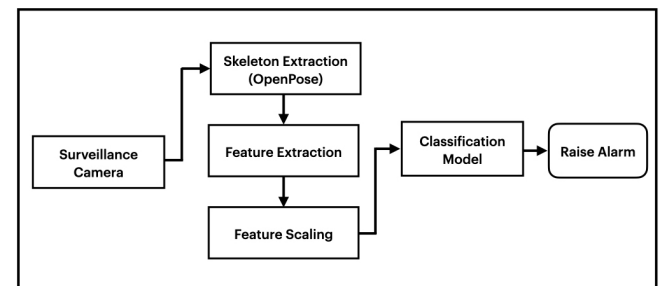 Surveillance
Camera
Skeleton Extraction
(OpenPose)
Feature Extraction
Feature Scaling
Classification
Model
Raise Alarm